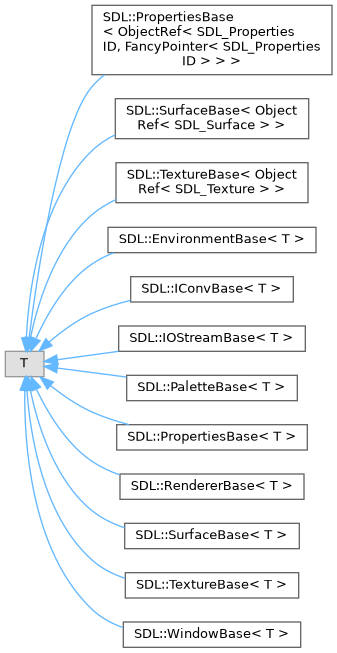 SDL::PropertiesBase
< ObjectRef< SDL_Properties
ID, FancyPointer< SDL_Properties
ID > > >
SDL::SurfaceBase< Object
Ref< SDL_Surface > >
SDL::TextureBase< Object
Ref< SDL_Texture > >
SDL::EnvironmentBase< T >
SDL::IConvBase< T >
SDL::IOStreamBase< T >
T
SDL::PaletteBase< T >
SDL::PropertiesBase< T >
SDL::RendererBase< T >
SDL::SurfaceBase< T >
SDL::TextureBase< T >
SDL::WindowBase< T >